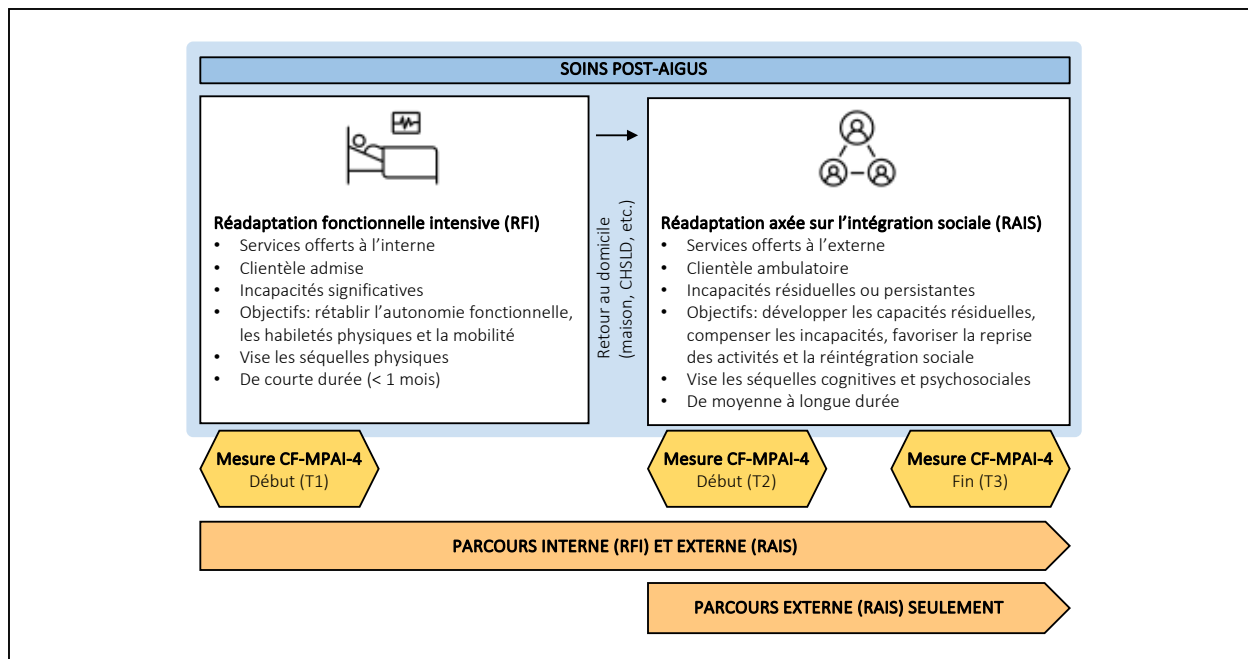 SOINS POST-AIGUS
Réadaptation fonctionnelle intensive (RFI)
• Services offerts à l'interne
• Clientèle admise
• Incapacités significatives
• Objectifs: rétablir l'autonomie fonctionnelle,
les habiletés physiques et la mobilité
• Vise les séquelles physiques
• De courte durée (< 1 mois)
Retour au domicile
(maison, CHSLD, etc.)
Réadaptation axée sur l'intégration sociale (RAIS)
• Services offerts à l'externe
• Clientèle ambulatoire
• Incapacités résiduelles ou persistantes
• Objectifs: développer les capacités résiduelles,
compenser les incapacités, favoriser la reprise
des activités et la réintégration sociale
• Vise les séquelles cognitives et psychosociales
• De moyenne à longue durée
Mesure CF-MPAI-4
Début (T1)
Mesure CF-MPAI-4
Début (T2)
Mesure CF-MPAI-4
Fin (T3)
PARCOURS INTERNE (RFI) ET EXTERNE (RAIS)
PARCOURS EXTERNE (RAIS) SEULEMENT